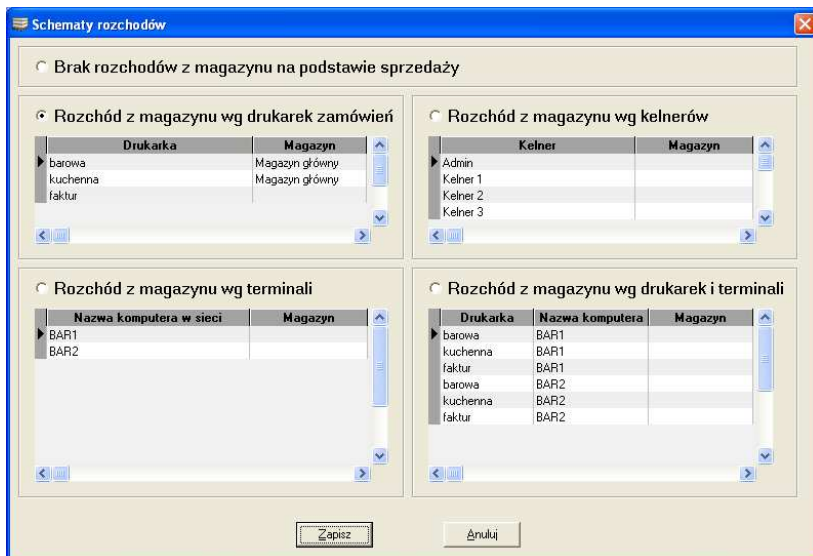 Schematy rozchodów
Brak rozchodów z magazynu na podstawie sprzedaży
Rozchód z magazynu wg drukarek zamówień
Drukarka Magazyn
barowa Magazyn główny
kuchenna Magazyn główny
faktur
Rozchód z magazynu wg kelnerów
Kelner Magazyn
Admin
Kelner 1
Kelner 2
Kelner 3
Rozchód z magazynu wg terminali
Nazwa komputera w sieci Magazyn
BAR1
BAR2
Rozchód z magazynu wg drukarek i terminali
Drukarka Nazwa komputera Magazyn
barowa BAR1
kuchenna BAR1
faktur BAR1
barowa BAR2
kuchenna BAR2
faktur BAR2
Zapisz Anuluj